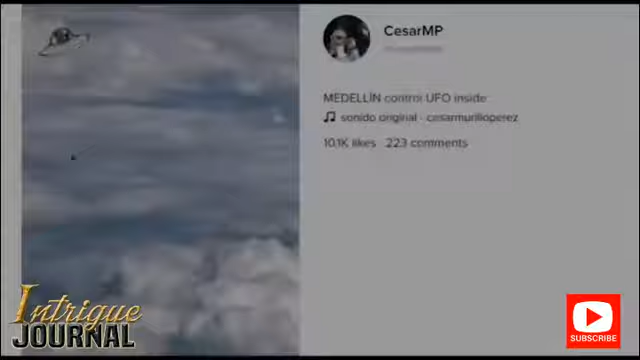 CesarMP
MEDELLÍN control UFO inside
sonido original - cesarmurilloperez
10.1K likes 223 comments
Intrigue
JOURNAL
SUBSCRIBE